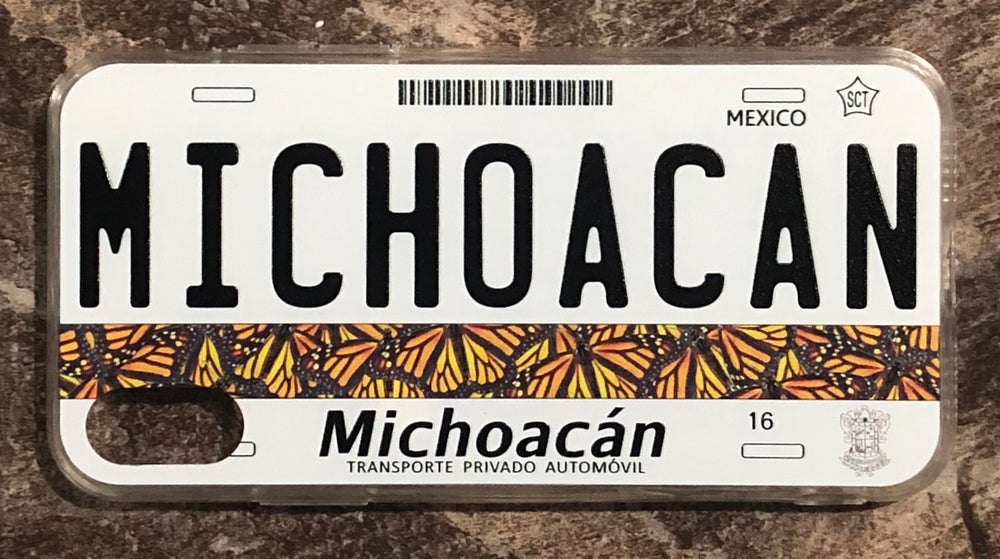 SCT
MEXICO
MICHOACAN
Michoacán
16
TRANSPORTE PRIVADO AUTOMÓVIL